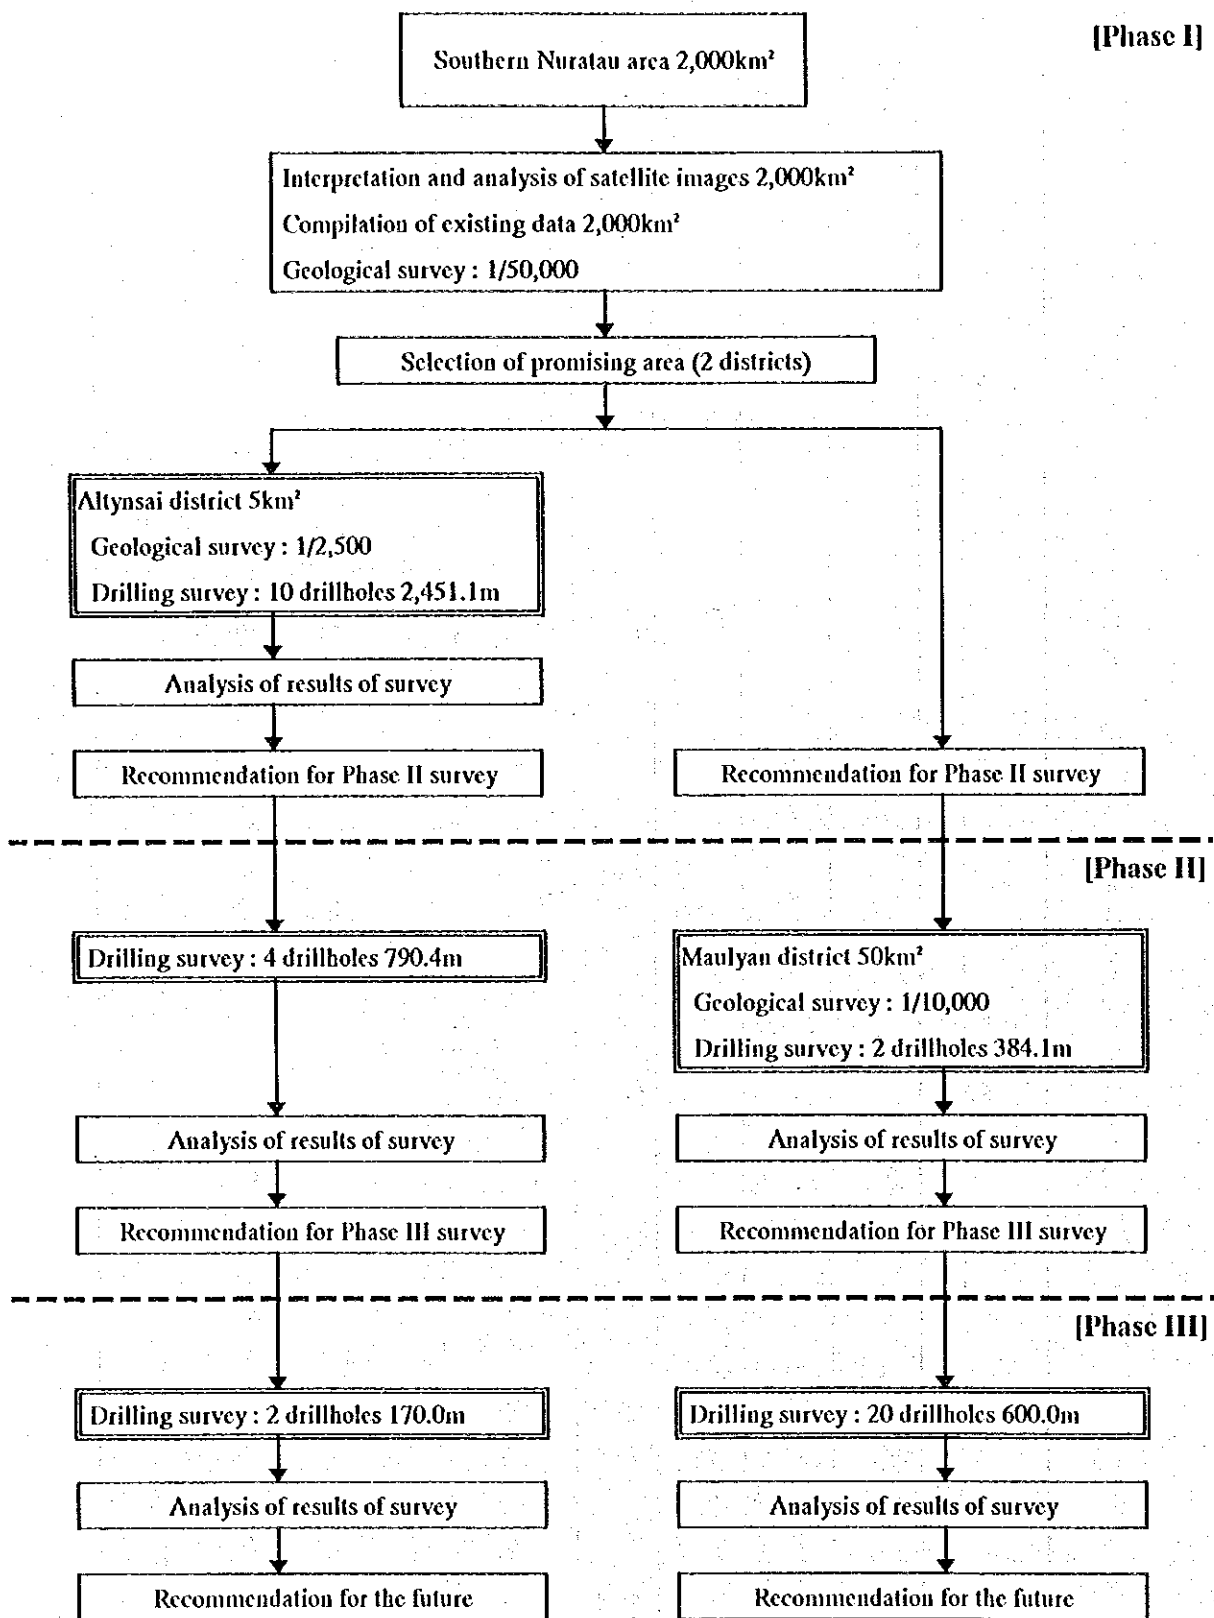 [Phase I]
Southern Nuratau area 2,000km²
Interpretation and analysis of satellite images 2,000km²
Compilation of existing data 2,000km²
Geological survey : 1/50,000
Selection of promising area (2 districts)
Altynsai district 5km²
Geological survey : 1/2,500
Drilling survey : 10 drillholes 2,451.1m
Analysis of results of survey
Recommendation for Phase II survey
Recommendation for Phase II survey
[Phase II]
Drilling survey : 4 drillholes 790.4m
Maulyan district 50km²
Geological survey : 1/10,000
Drilling survey : 2 drillholes 384.1m
Analysis of results of survey
Analysis of results of survey
Recommendation for Phase III survey
Recommendation for Phase III survey
[Phase III]
Drilling survey : 2 drillholes 170.0m
Drilling survey : 20 drillholes 600.0m
Analysis of results of survey
Analysis of results of survey
Recommendation for the future
Recommendation for the future